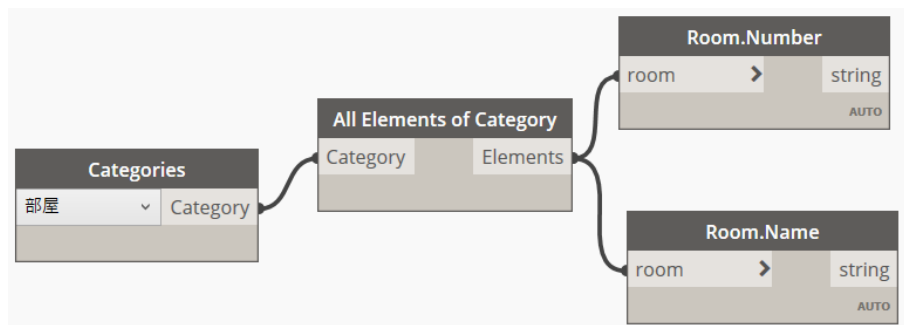 Categories
部屋
Category
All Elements of Category
Category
Elements
Room.Number
room
string
AUTO
Room.Name
room
string
AUTO